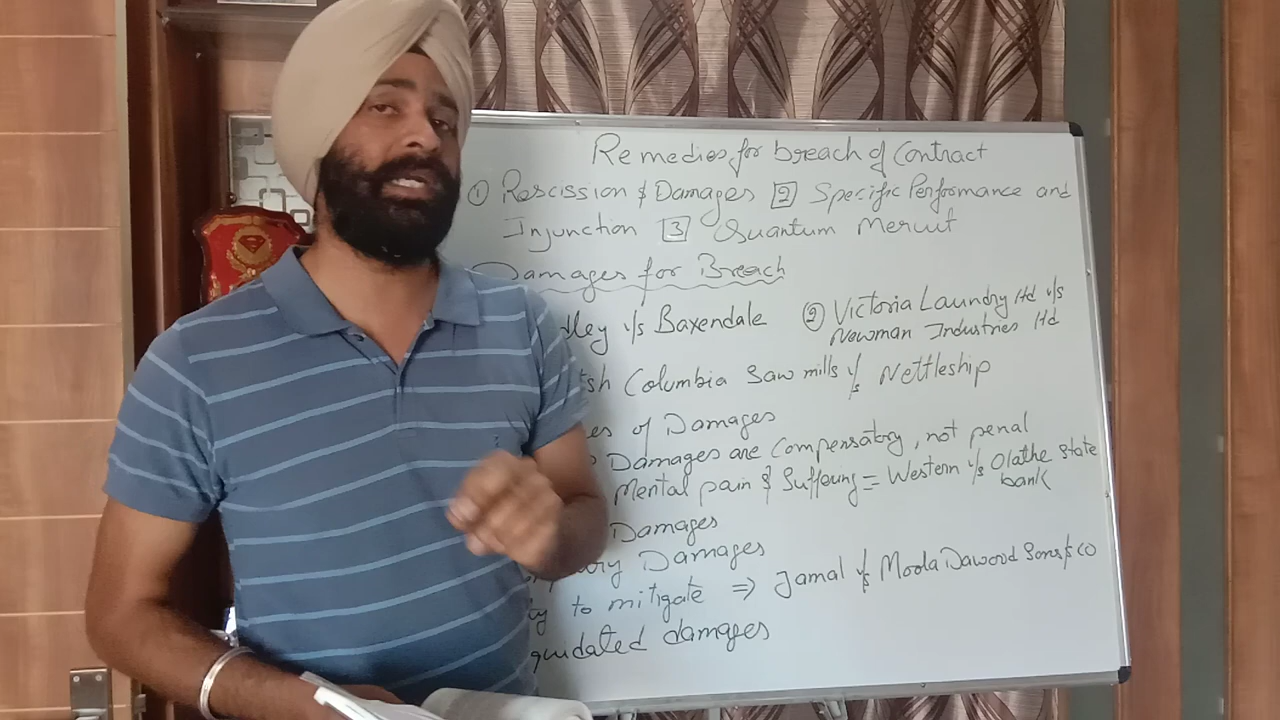 Remedies for breach of Contract
① Rescission & Damages [2] Specific Performance and
Injunction [3] Quantum Meruit
Damages for Breach
dley v/s Baxendale ② Victoria Laundry ltd v/s
Newman Industries ltd
ish Columbia Saw mills v/s Nettleship
es of Damages
Damages are Compensatory, not penal
Mental pain & Suffering = Western v/s Olathe State
bank
Damages
ary Damages
ty to mitigate ⇒ Jamal v/s Moola Dawood Sons & CO
quidated damages